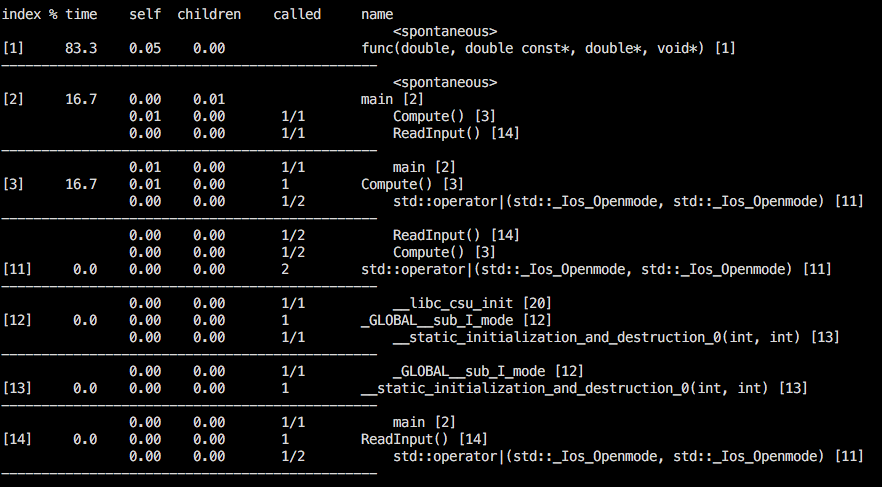 index % time    self  children    called     name
                                                 <spontaneous>
[1]     83.3    0.05    0.00                 func(double, double const*, double*, void*) [1]
-----------------------------------------------
                                                 <spontaneous>
[2]     16.7    0.00    0.01                 main [2]
                0.01    0.00       1/1           Compute() [3]
                0.00    0.00       1/1           ReadInput() [14]
-----------------------------------------------
                0.01    0.00       1/1           main [2]
[3]     16.7    0.01    0.00       1         Compute() [3]
                0.00    0.00       1/2           std::operator|(std::_Ios_Openmode, std::_Ios_Openmode) [11]
-----------------------------------------------
                0.00    0.00       1/2           ReadInput() [14]
                0.00    0.00       1/2           Compute() [3]
[11]     0.0    0.00    0.00       2         std::operator|(std::_Ios_Openmode, std::_Ios_Openmode) [11]
-----------------------------------------------
                0.00    0.00       1/1           __libc_csu_init [20]
[12]     0.0    0.00    0.00       1         _GLOBAL__sub_I_mode [12]
                0.00    0.00       1/1           __static_initialization_and_destruction_0(int, int) [13]
-----------------------------------------------
                0.00    0.00       1/1           _GLOBAL__sub_I_mode [12]
[13]     0.0    0.00    0.00       1         __static_initialization_and_destruction_0(int, int) [13]
-----------------------------------------------
                0.00    0.00       1/1           main [2]
[14]     0.0    0.00    0.00       1         ReadInput() [14]
                0.00    0.00       1/2           std::operator|(std::_Ios_Openmode, std::_Ios_Openmode) [11]
-----------------------------------------------